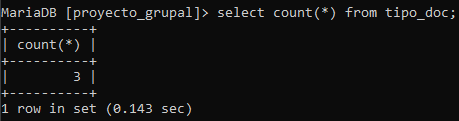 MariaDB [proyecto_grupal]> select count(*) from tipo_doc;
+----------+
| count(*) |
+----------+
|        3 |
+----------+
1 row in set (0.143 sec)